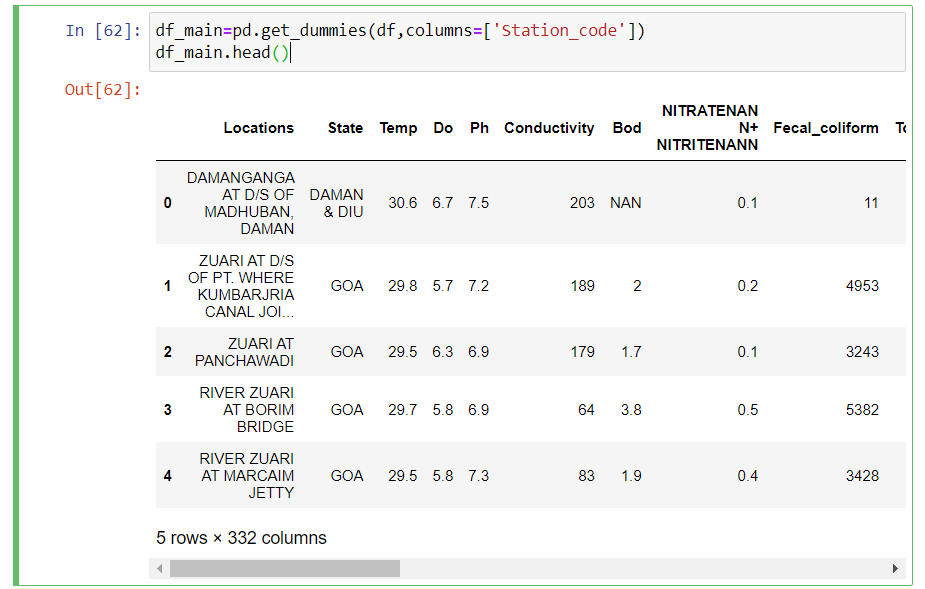 In [62]: df_main=pd.get_dummies(df,columns=['Station_code'])
df_main.head()
Out[62]:
Locations State Temp Do Ph Conductivity Bod NITRATENAN N+ NITRITENANN Fecal_coliform
0 DAMANGANGA AT D/S OF MADHUBAN, DAMAN DAMAN & DIU 30.6 6.7 7.5 203 NAN 0.1 11
1 ZUARI AT D/S OF PT. WHERE KUMBARJRIA CANAL JOI... GOA 29.8 5.7 7.2 189 2 0.2 4953
2 ZUARI AT PANCHAWADI GOA 29.5 6.3 6.9 179 1.7 0.1 3243
3 RIVER ZUARI AT BORIM BRIDGE GOA 29.7 5.8 6.9 64 3.8 0.5 5382
4 RIVER ZUARI AT MARCAIM JETTY GOA 29.5 5.8 7.3 83 1.9 0.4 3428
5 rows × 332 columns